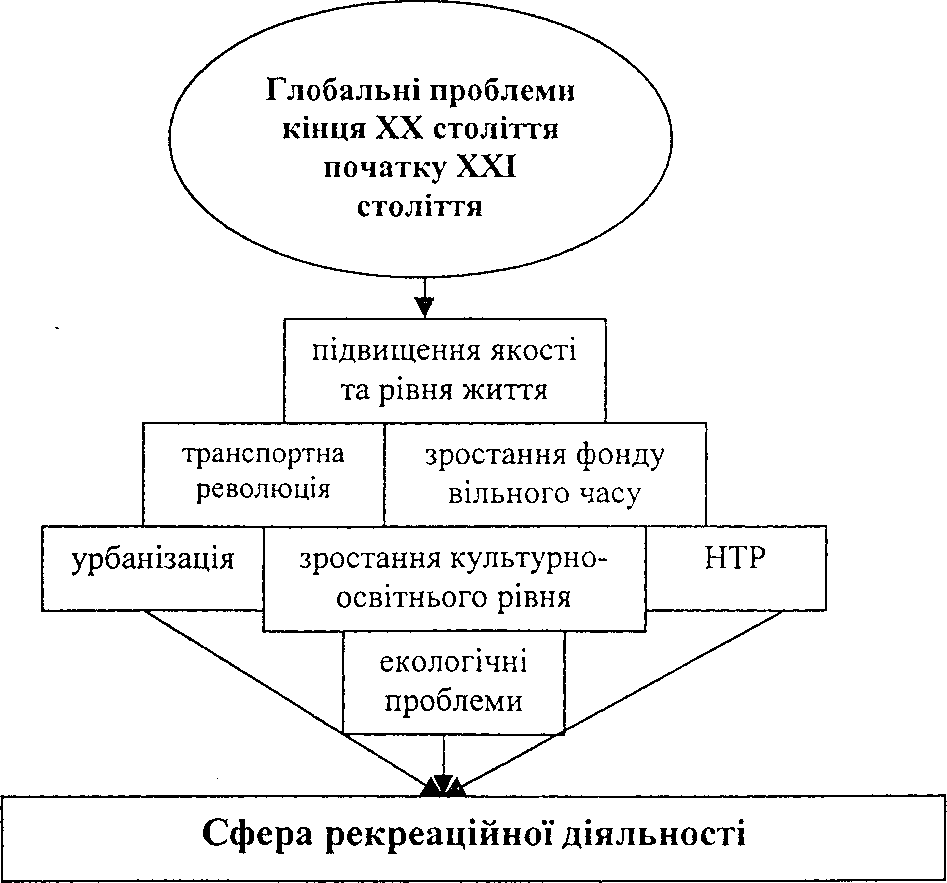 Глобальні проблеми
кінця XX століття
початку XXI
століття
підвищення якості
та рівня життя
транспортна
революція
зростання фонду
вільного часу
урбанізація
зростання культурно-
освітнього рівня
НТР
екологічні
проблеми
Сфера рекреаційної діяльності